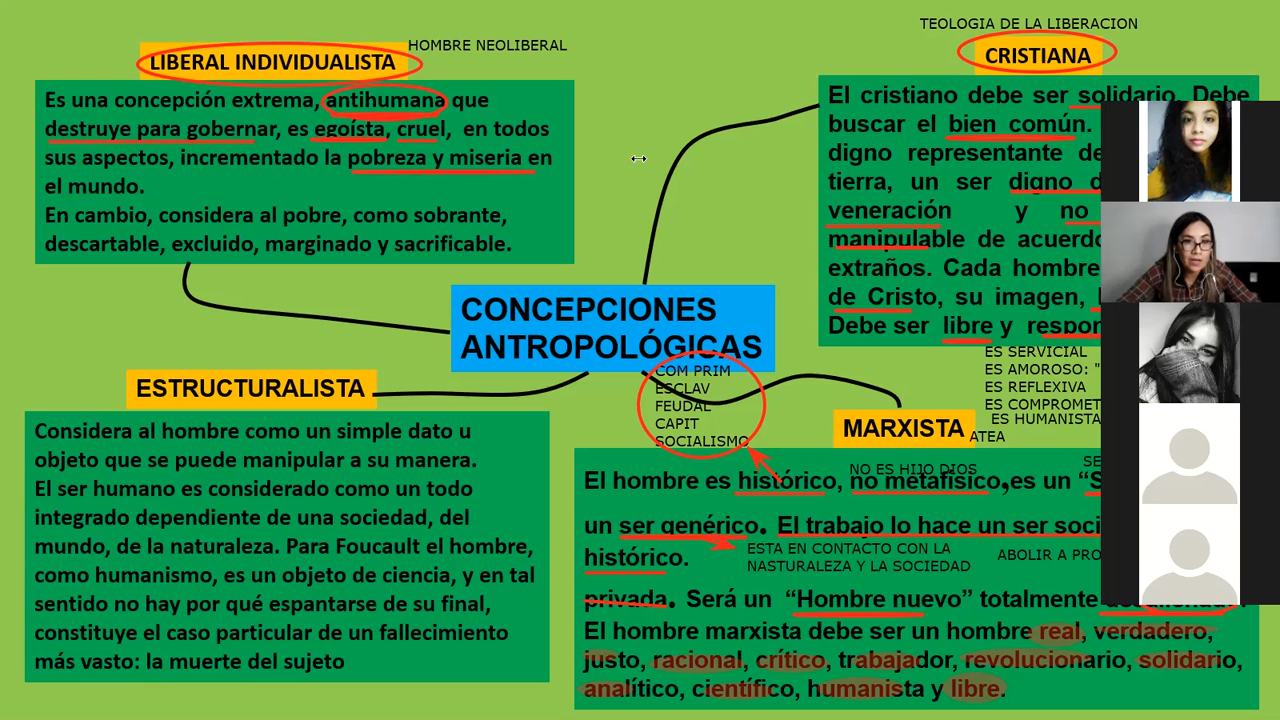 HOMBRE NEOLIBERAL
LIBERAL INDIVIDUALISTA
Es una concepción extrema, antihumana que
destruye para gobernar, es egoísta, cruel, en todos
sus aspectos, incrementado la pobreza y miseria en
el mundo.
En cambio, considera al pobre, como sobrante,
descartable, excluido, marginado y sacrificable.
TEOLOGIA DE LA LIBERACION
CRISTIANA
El cristiano debe ser solidario. Debe
buscar el bien común.
digno representante de
tierra, un ser digno
veneración y no
manipulable de acuerdo
extraños. Cada hombre
de Cristo, su imagen,
Debe ser libre y
ES SERVICIAL
ES AMOROSO: "
ES REFLEXIVA
ES COMPROMET
ES HUMANISTA
ATEA
CONCEPCIONES
ANTROPOLÓGICAS
COM PRIM
ESCLAV
FEUDAL
CAPIT
SOCIALISMO
ESTRUCTURALISTA
Considera al hombre como un simple dato u
objeto que se puede manipular a su manera.
El ser humano es considerado como un todo
integrado dependiente de una sociedad, del
mundo, de la naturaleza. Para Foucault el hombre,
como humanismo, es un objeto de ciencia, y en tal
sentido no hay por qué espantarse de su final,
constituye el caso particular de un fallecimiento
más vasto: la muerte del sujeto
MARXISTA
NO ES HIJO DIOS
El hombre es histórico, no metafísico,es un
un ser genérico. El trabajo lo hace un ser
histórico.
ESTA EN CONTACTO CON LA
NASTURALEZA Y LA SOCIEDAD
ABOLIR A
privada. Será un “Hombre nuevo” totalmente
El hombre marxista debe ser un hombre real, verdadero,
justo, racional, crítico, trabajador, revolucionario, solidario,
analítico, científico, humanista y libre.